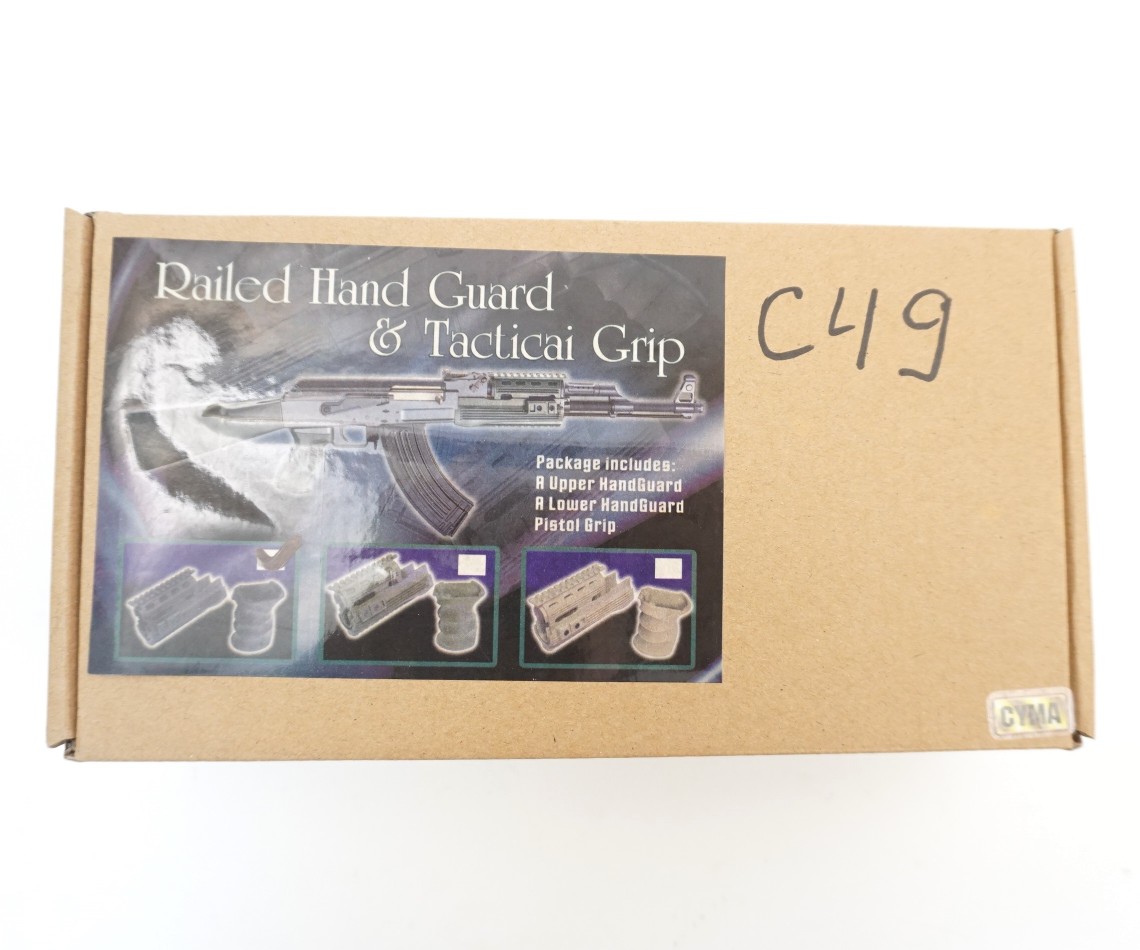 Railed Hand Guard
& Tacticai Grip
C49
Package includes:
A Upper HandGuard
A Lower HandGuard
Pistol Grip
CYMA